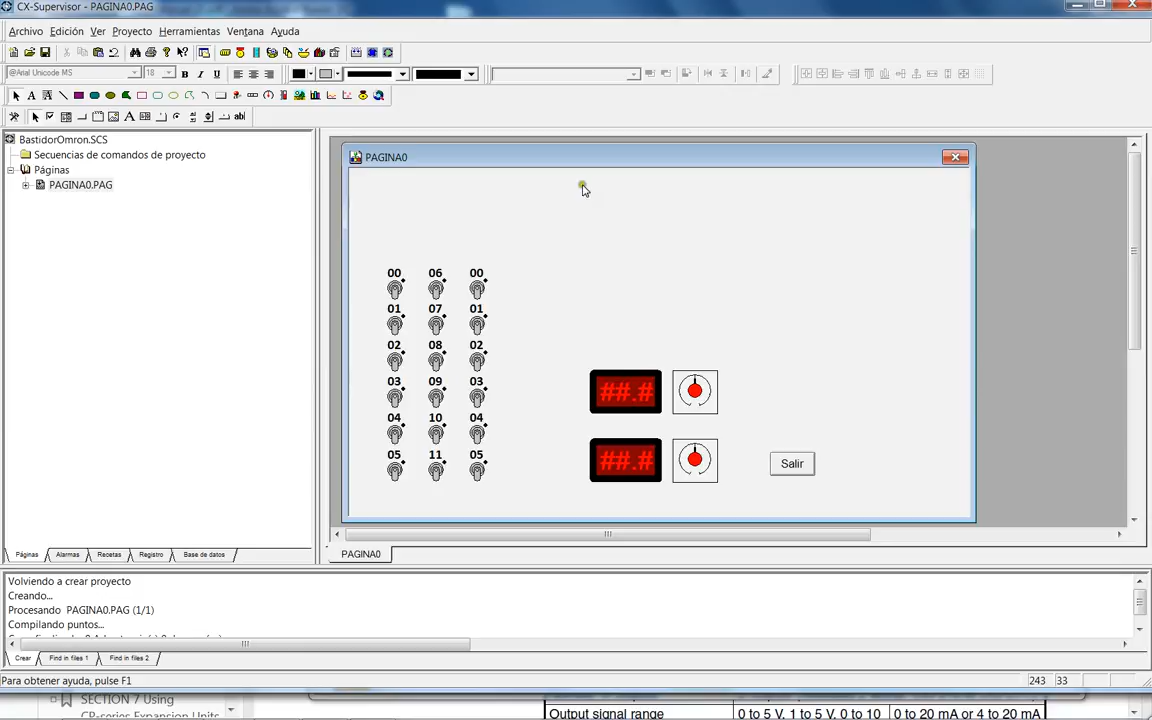 CX-Supervisor - PAGINA0.PAG
Archivo Edición Ver Proyecto Herramientas Ventana Ayuda
@Arial Unicode MS 18 B I U
A A
A ab|
BastidorOmron.SCS
Secuencias de comandos de proyecto
Páginas
PAGINA0.PAG
PAGINA0
00 06 00
01 07 01
02 08 02
03 09 03
##.#
04 10 04
05 11 05
##.#
Salir
Páginas Alarmas Recetas Registro Base de datos
PAGINA0
Volviendo a crear proyecto
Creando...
Procesando PAGINA0.PAG (1/1)
Compilando puntos...
Crear Find in files 1 Find in files 2
Para obtener ayuda, pulse F1
243 33
SECTION 7 Using
CP-series Expansion Units
Output signal range 0 to 5 V, 1 to 5 V, 0 to 10 0 to 20 mA or 4 to 20 mA